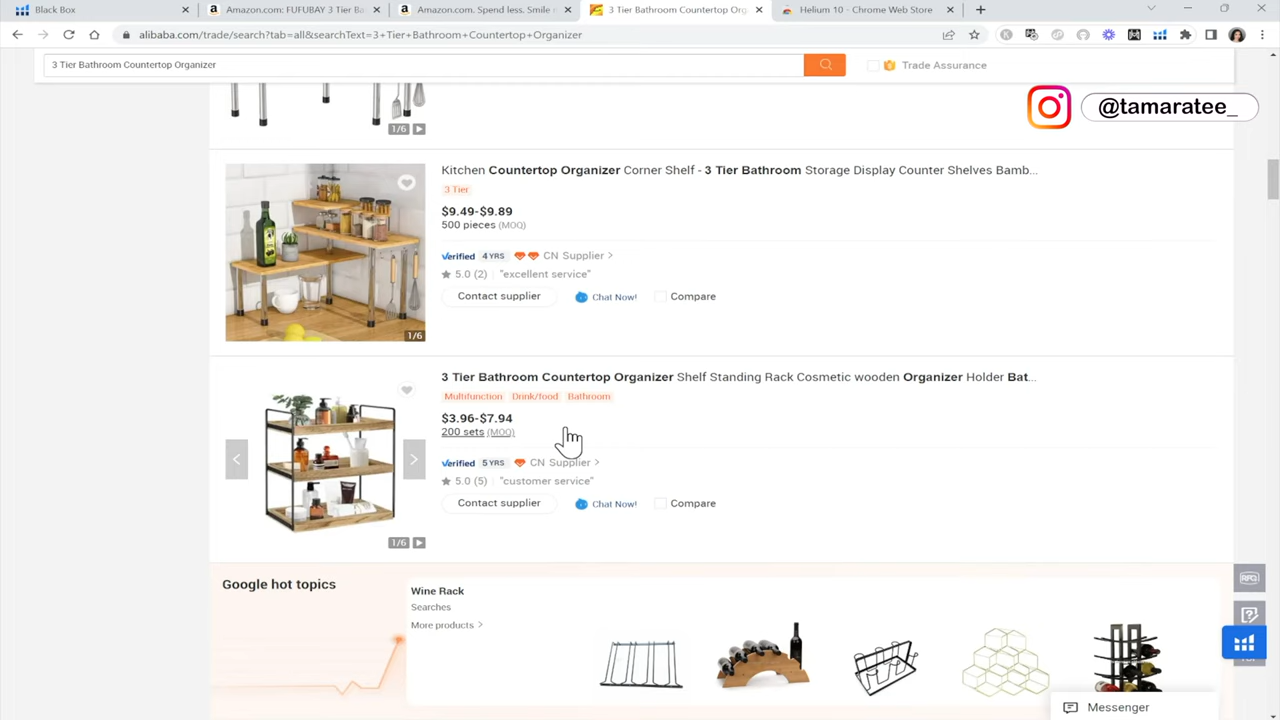 Black Box
Amazon.com: FUFUBAY 3 Tier Ba
Amazon.com. Spend less. Smile
3 Tier Bathroom Countertop Org
Helium 10 - Chrome Web Store
alibaba.com/trade/search?tab=all&searchText=3+Tier+Bathroom+Countertop+Organizer
3 Tier Bathroom Countertop Organizer
Trade Assurance
@tamaratee_
1/6
Kitchen Countertop Organizer Corner Shelf - 3 Tier Bathroom Storage Display Counter Shelves Bamb...
3 Tier
$9.49-$9.89
500 pieces (MOQ)
Verified 4 YRS CN Supplier >
5.0 (2) "excellent service"
Contact supplier Chat Now! Compare
1/6
3 Tier Bathroom Countertop Organizer Shelf Standing Rack Cosmetic wooden Organizer Holder Bat...
Multifunction Drink/food Bathroom
$3.96-$7.94
200 sets (MOQ)
Verified 5 YRS CN Supplier >
5.0 (5) "customer service"
Contact supplier Chat Now! Compare
1/6
Google hot topics
Wine Rack
Searches
More products >
RFQ
Messenger